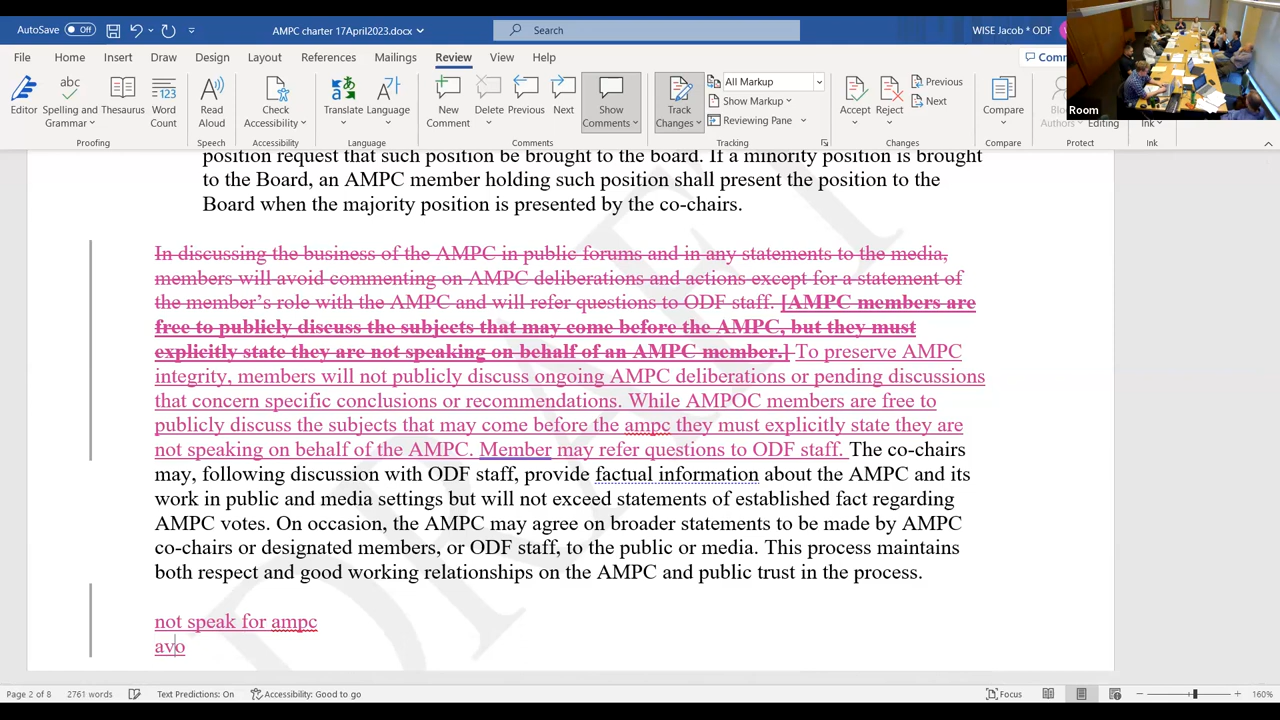 AutoSave Off
AMPC charter 17April2023.docx
Search
WISE Jacob * ODF
File Home Insert Draw Design Layout References Mailings Review View Help
Comm
Room
Editor
Spelling and Grammar
Thesaurus
Word Count
Read Aloud
Check Accessibility
Translate
Language
New Comment
Delete
Previous
Next
Show Comments
Track Changes
All Markup
Show Markup
Reviewing Pane
Accept
Reject
Previous
Next
Compare
Editing
Ink
Proofing
Speech
Accessibility
Language
Comments
Tracking
Changes
Compare
Protect
Ink
position request that such position be brought to the board. If a minority position is brought
to the Board, an AMPC member holding such position shall present the position to the
Board when the majority position is presented by the co-chairs.
In discussing the business of the AMPC in public forums and in any statements to the media,
members will avoid commenting on AMPC deliberations and actions except for a statement of
the member's role with the AMPC and will refer questions to ODF staff. [AMPC members are
free to publicly discuss the subjects that may come before the AMPC, but they must
explicitly state they are not speaking on behalf of an AMPC member.] To preserve AMPC
integrity, members will not publicly discuss ongoing AMPC deliberations or pending discussions
that concern specific conclusions or recommendations. While AMPOC members are free to
publicly discuss the subjects that may come before the ampc they must explicitly state they are
not speaking on behalf of the AMPC. Member may refer questions to ODF staff. The co-chairs
may, following discussion with ODF staff, provide factual information about the AMPC and its
work in public and media settings but will not exceed statements of established fact regarding
AMPC votes. On occasion, the AMPC may agree on broader statements to be made by AMPC
co-chairs or designated members, or ODF staff, to the public or media. This process maintains
both respect and good working relationships on the AMPC and public trust in the process.
not speak for ampc
avo
DRAFT
Page 2 of 8 2761 words Text Predictions: On Accessibility: Good to go Focus 160%